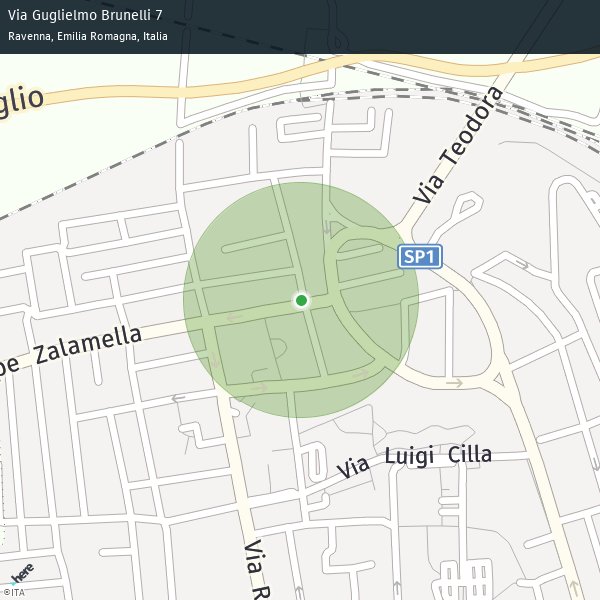 Via Guglielmo Brunelli 7
Ravenna, Emilia Romagna, Italia
glio
Via Teodora
SP1
pe Zalamella
Via Luigi Cilla
Via R
here
©ITA